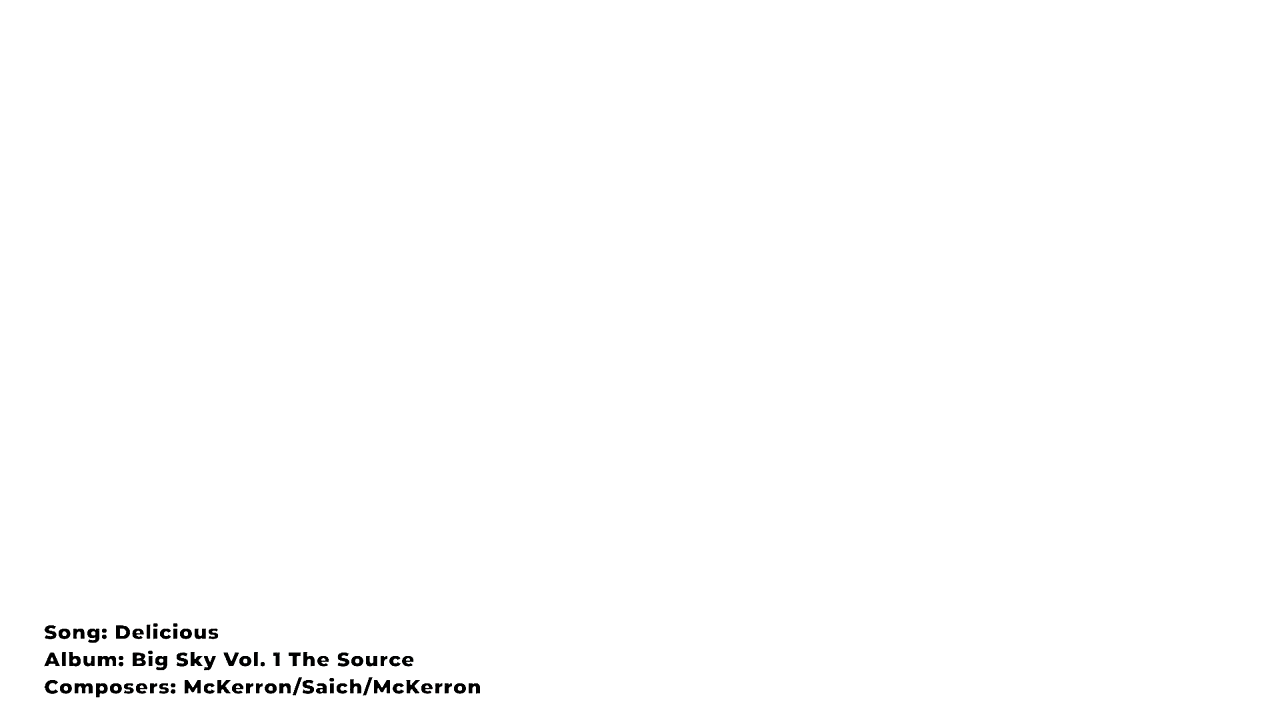 Song: Delicious
Album: Big Sky Vol. 1 The Source
Composers: McKerron/Saich/McKerron